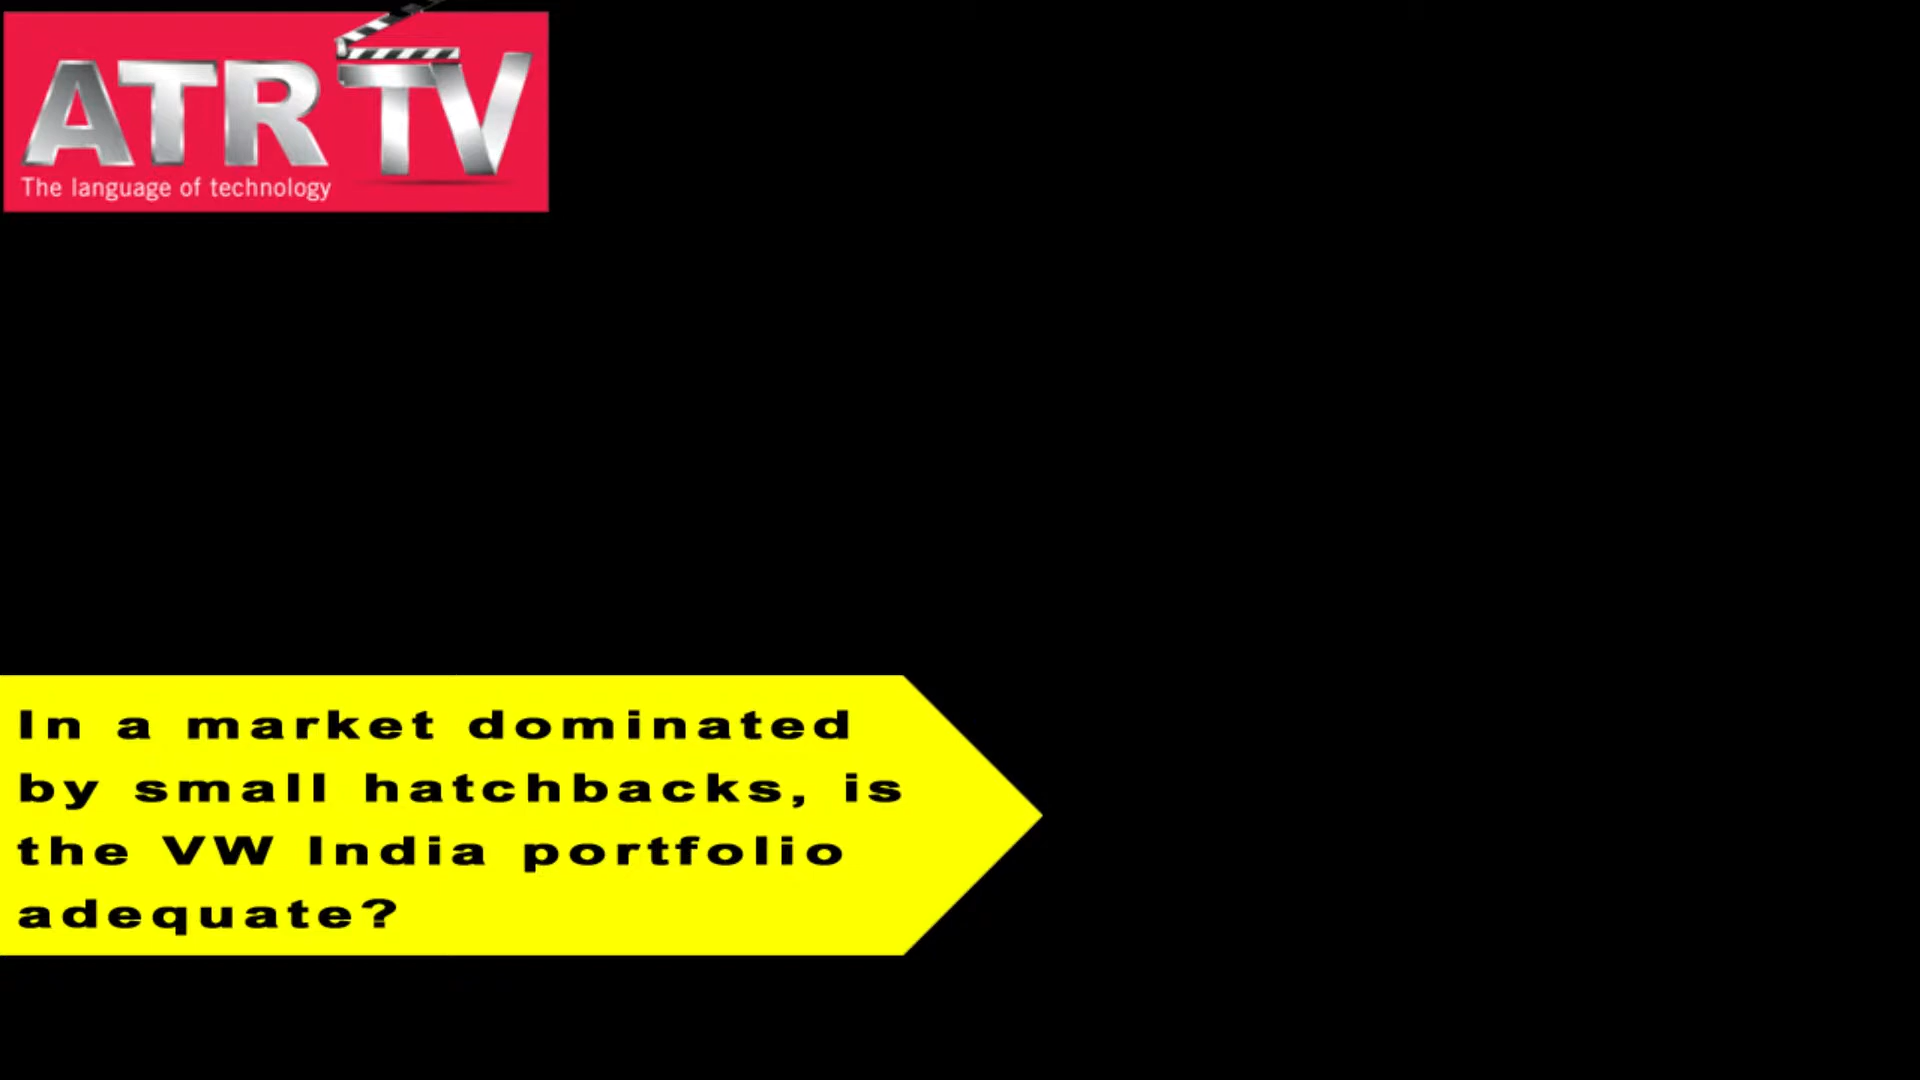 ATR TV
The language of technology
In a market dominated
by small hatchbacks, is
the VW India portfolio
adequate?